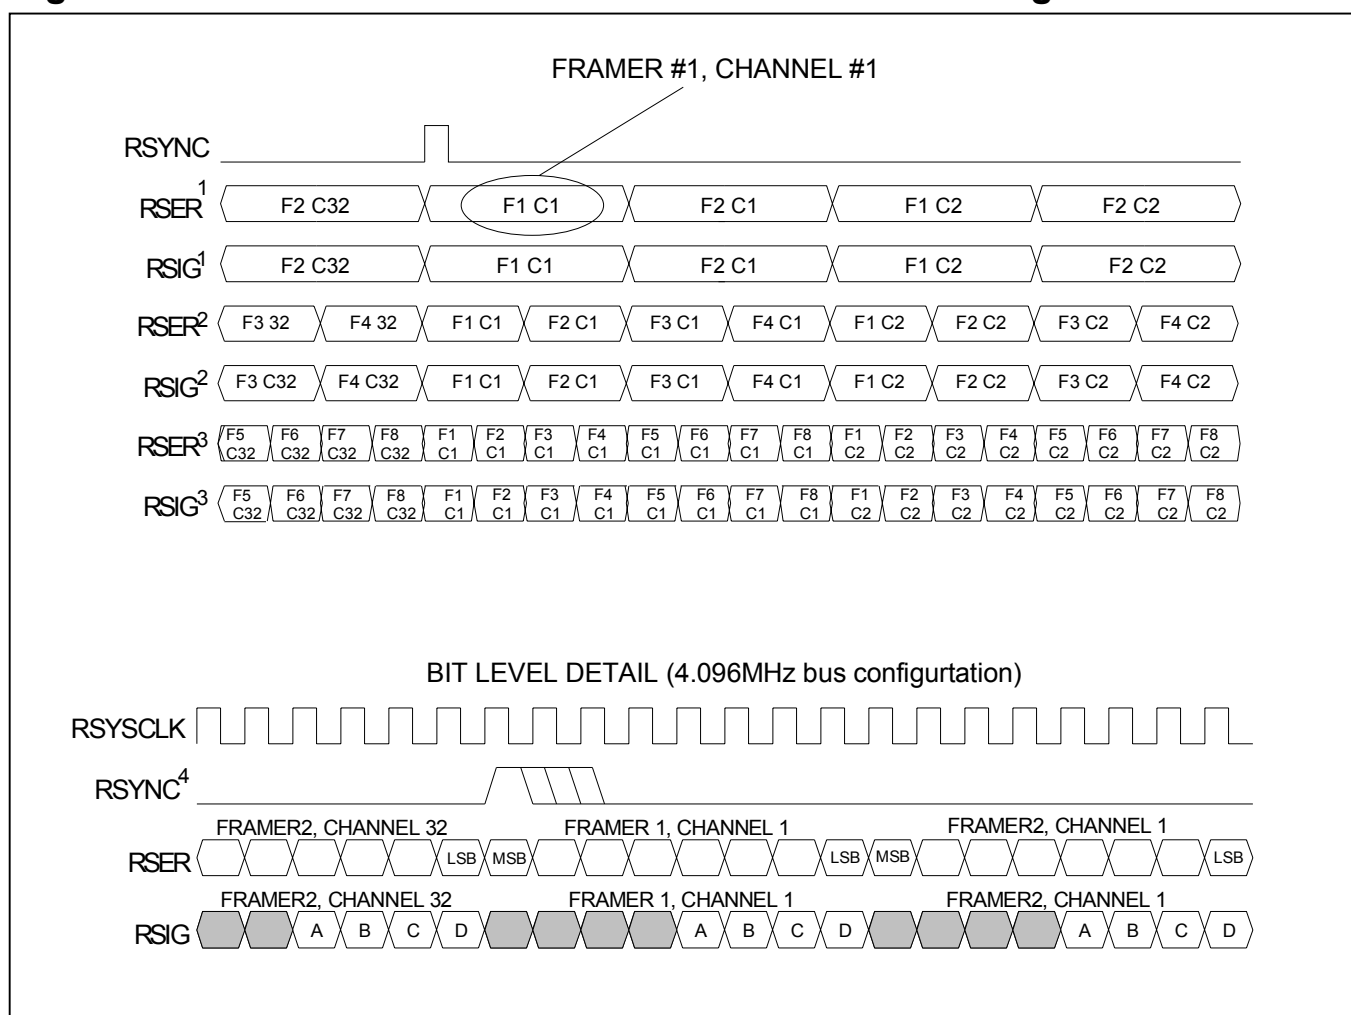 FRAMER #1, CHANNEL #1
RSYNC
RSER1 F2 C32 F1 C1 F2 C1 F1 C2 F2 C2
RSIG1 F2 C32 F1 C1 F2 C1 F1 C2 F2 C2
RSER2 F3 32 F4 32 F1 C1 F2 C1 F3 C1 F4 C1 F1 C2 F2 C2 F3 C2 F4 C2
RSIG2 F3 C32 F4 C32 F1 C1 F2 C1 F3 C1 F4 C1 F1 C2 F2 C2 F3 C2 F4 C2
RSER3 F5 C32 F6 C32 F7 C32 F8 C32 F1 C1 F2 C1 F3 C1 F4 C1 F5 C1 F6 C1 F7 C1 F8 C1 F1 C2 F2 C2 F3 C2 F4 C2 F5 C2 F6 C2 F7 C2 F8 C2
RSIG3 F5 C32 F6 C32 F7 C32 F8 C32 F1 C1 F2 C1 F3 C1 F4 C1 F5 C1 F6 C1 F7 C1 F8 C1 F1 C2 F2 C2 F3 C2 F4 C2 F5 C2 F6 C2 F7 C2 F8 C2
BIT LEVEL DETAIL (4.096MHz bus configurtation)
RSYSCLK
RSYNC4
FRAMER2, CHANNEL 32 FRAMER 1, CHANNEL 1 FRAMER2, CHANNEL 1
RSER LSB MSB LSB MSB LSB
FRAMER2, CHANNEL 32 FRAMER 1, CHANNEL 1 FRAMER2, CHANNEL 1
RSIG A B C D A B C D A B C D